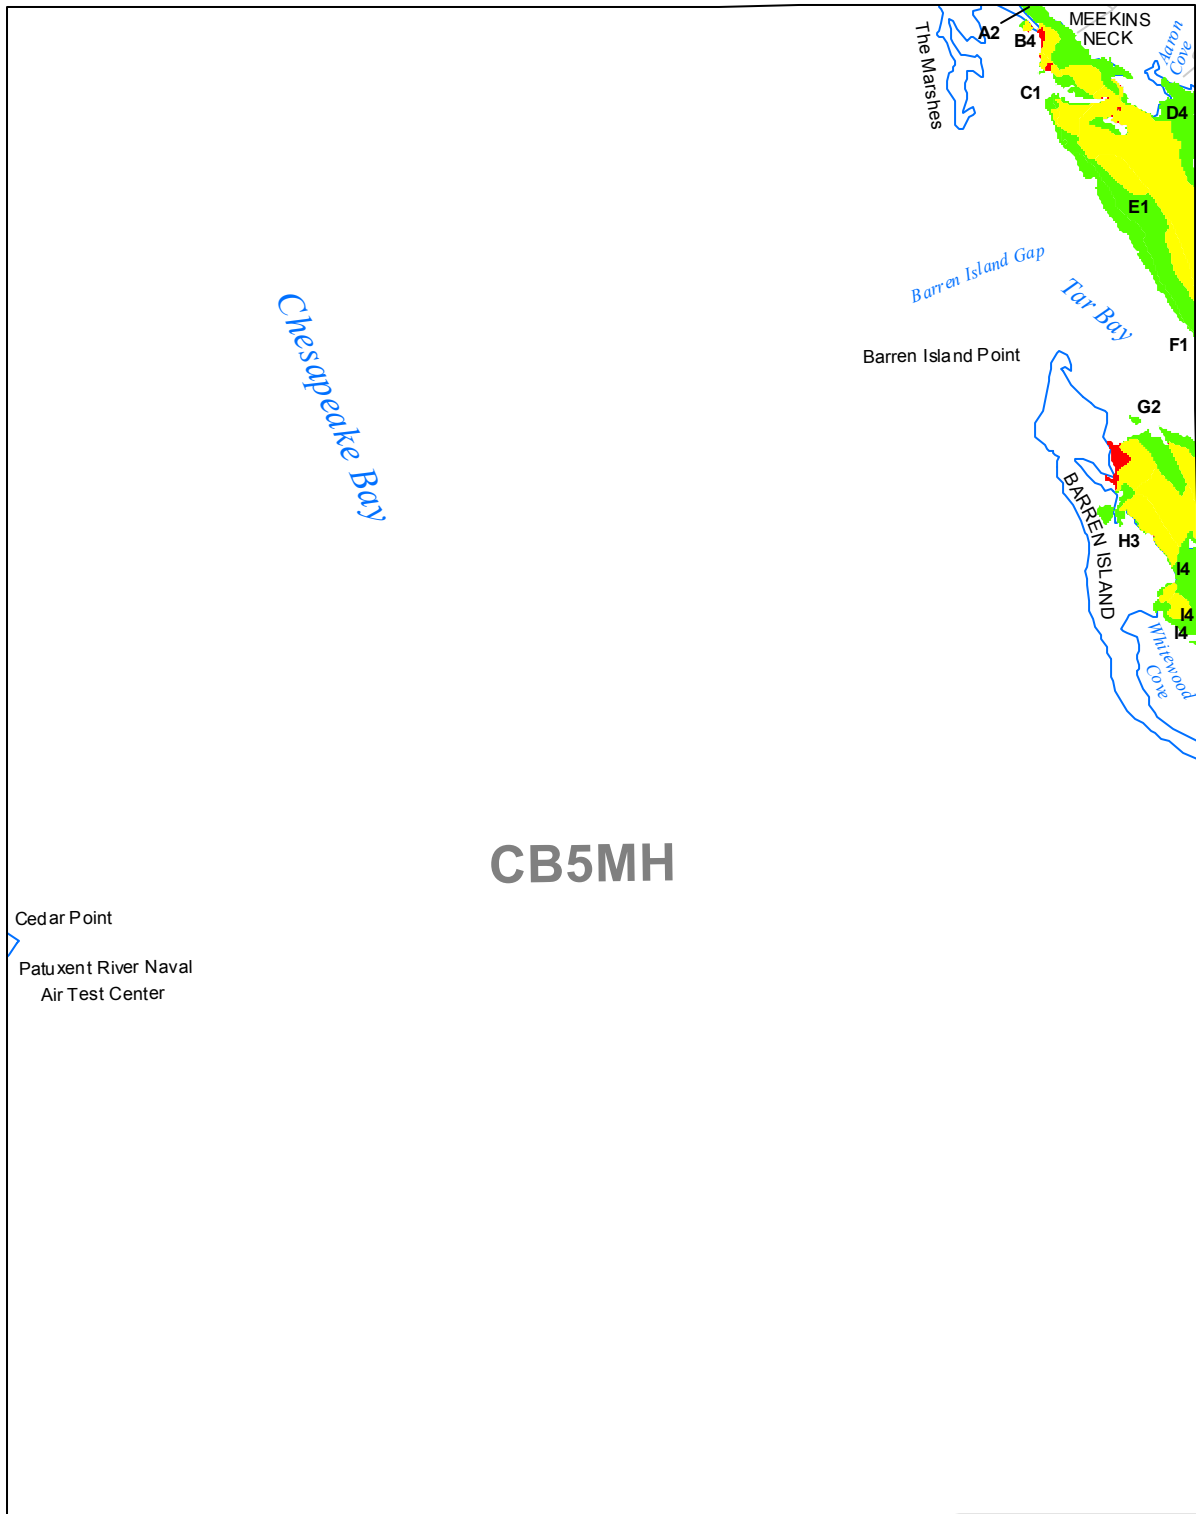 MEEKINS
NECK
A2
B4
The Marshes
Aaron
Cove
C1
D4
E1
Barren Island Gap
Tar Bay
Chesapeake Bay
F1
Barren Island Point
G2
BARREN ISLAND
H3
I4
I4
I4
Whitewood
Cove
CB5MH
Cedar Point
Patuxent River Naval
Air Test Center